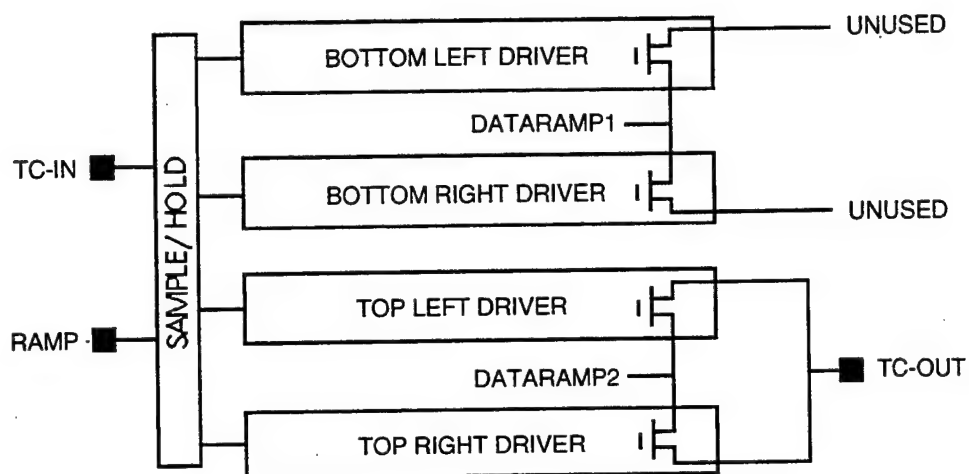 UNUSED
BOTTOM LEFT DRIVER
DATARAMP1
TC-IN
BOTTOM RIGHT DRIVER
UNUSED
SAMPLE/HOLD
TOP LEFT DRIVER
RAMP
DATARAMP2
TC-OUT
TOP RIGHT DRIVER